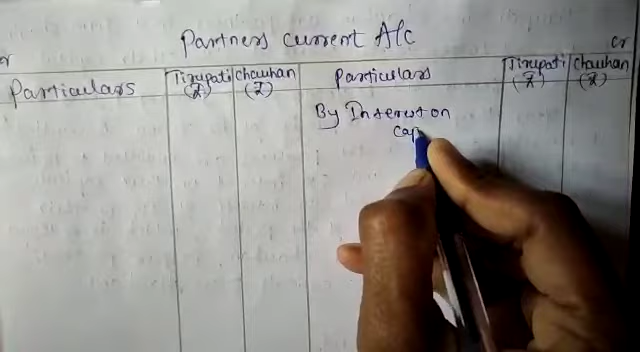 Partners current A/c
Dr Cr
Particulars Tirupati (₹) Chauhan (₹) Particulars Tirupati (₹) Chauhan (₹)
By Interest on
cap